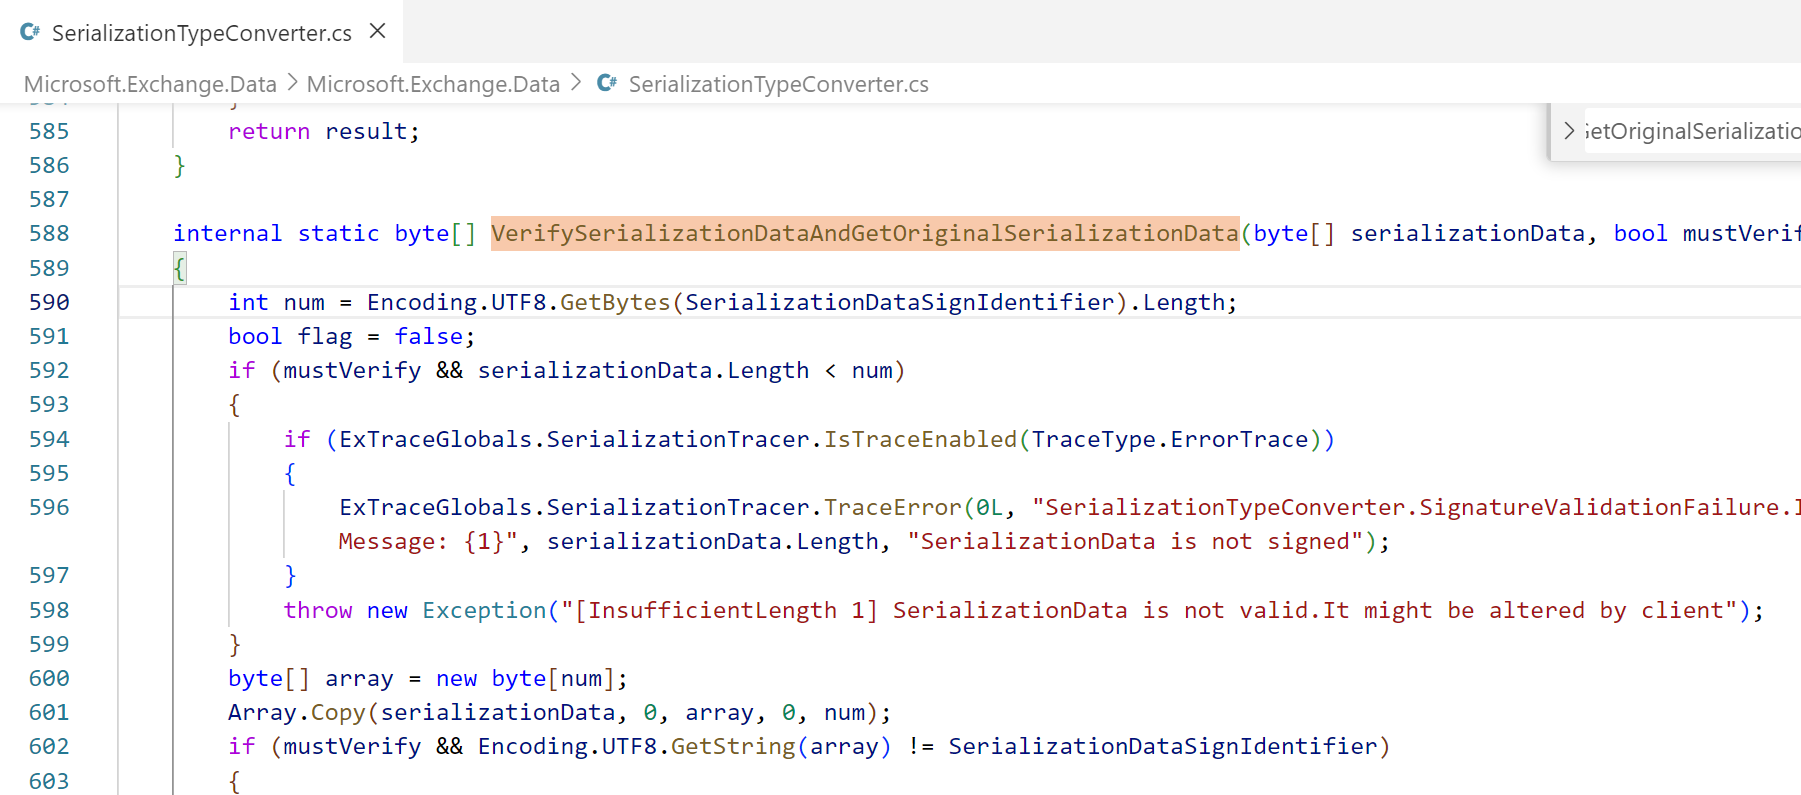 C# SerializationTypeConverter.cs
Microsoft.Exchange.Data > Microsoft.Exchange.Data > C# SerializationTypeConverter.cs
585 return result;
GetOriginalSerializatio
586 }
587
588 internal static byte[] VerifySerializationDataAndGetOriginalSerializationData(byte[] serializationData, bool mustVerif
589 {
590 int num = Encoding.UTF8.GetBytes(SerializationDataSignIdentifier).Length;
591 bool flag = false;
592 if (mustVerify && serializationData.Length < num)
593 {
594 if (ExTraceGlobals.SerializationTracer.IsTraceEnabled(TraceType.ErrorTrace))
595 {
596 ExTraceGlobals.SerializationTracer.TraceError(0L, "SerializationTypeConverter.SignatureValidationFailure.
Message: {1}", serializationData.Length, "SerializationData is not signed");
597 }
598 throw new Exception("[InsufficientLength 1] SerializationData is not valid.It might be altered by client");
599 }
600 byte[] array = new byte[num];
601 Array.Copy(serializationData, 0, array, 0, num);
602 if (mustVerify && Encoding.UTF8.GetString(array) != SerializationDataSignIdentifier)
603 {